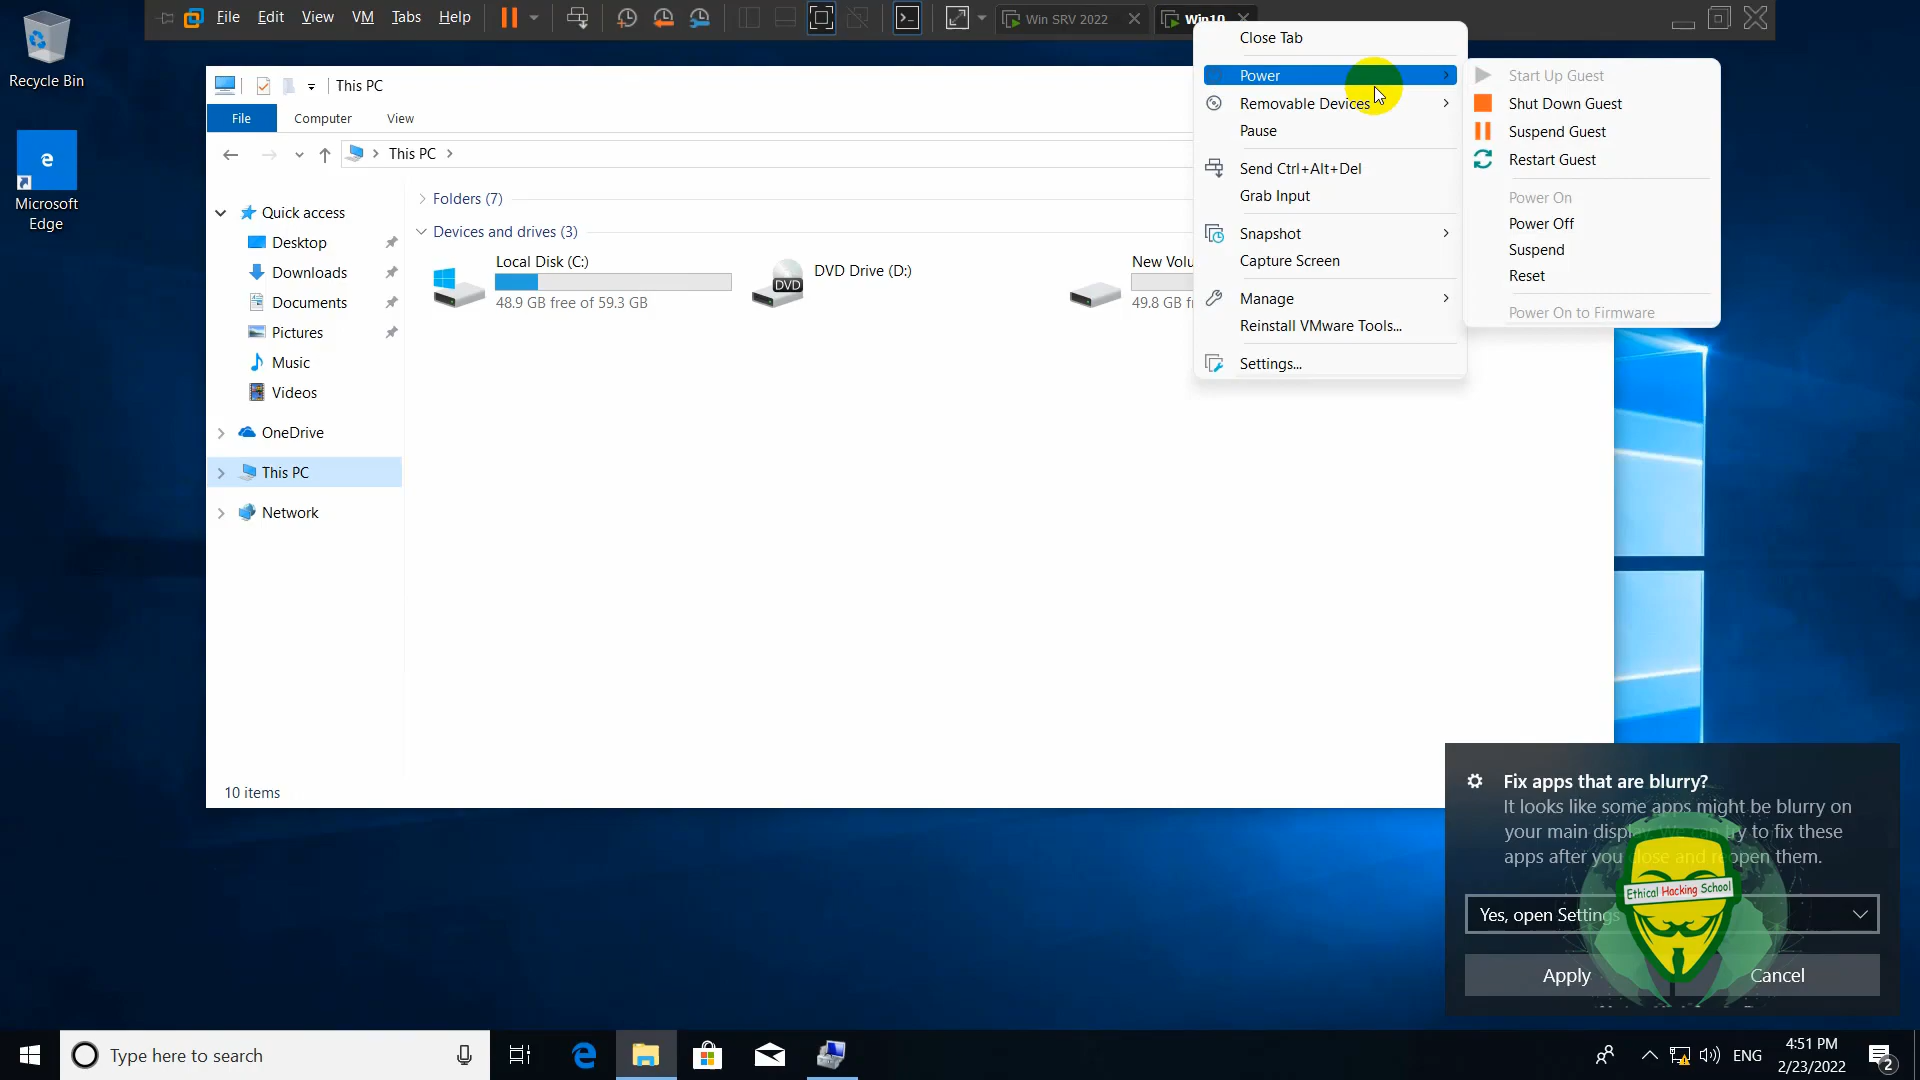 File Edit View VM Tabs Help
Win SRV 2022
Win10
Recycle Bin
Microsoft
Edge
This PC
File Computer View
This PC
Quick access
Desktop
Downloads
Documents
Pictures
Music
Videos
OneDrive
This PC
Network
Folders (7)
Devices and drives (3)
Local Disk (C:)
48.9 GB free of 59.3 GB
DVD
DVD Drive (D:)
New Volu
49.8 GB f
10 items
Close Tab
Power
Removable Devices
Pause
Send Ctrl+Alt+Del
Grab Input
Snapshot
Capture Screen
Manage
Reinstall VMware Tools...
Settings...
Start Up Guest
Shut Down Guest
Suspend Guest
Restart Guest
Power On
Power Off
Suspend
Reset
Power On to Firmware
Fix apps that are blurry?
It looks like some apps might be blurry on
your main display. We can try to fix these
apps after you close and reopen them.
Ethical Hacking School
Yes, open Settings
Apply Cancel
Type here to search
ENG
4:51 PM
2/23/2022
2